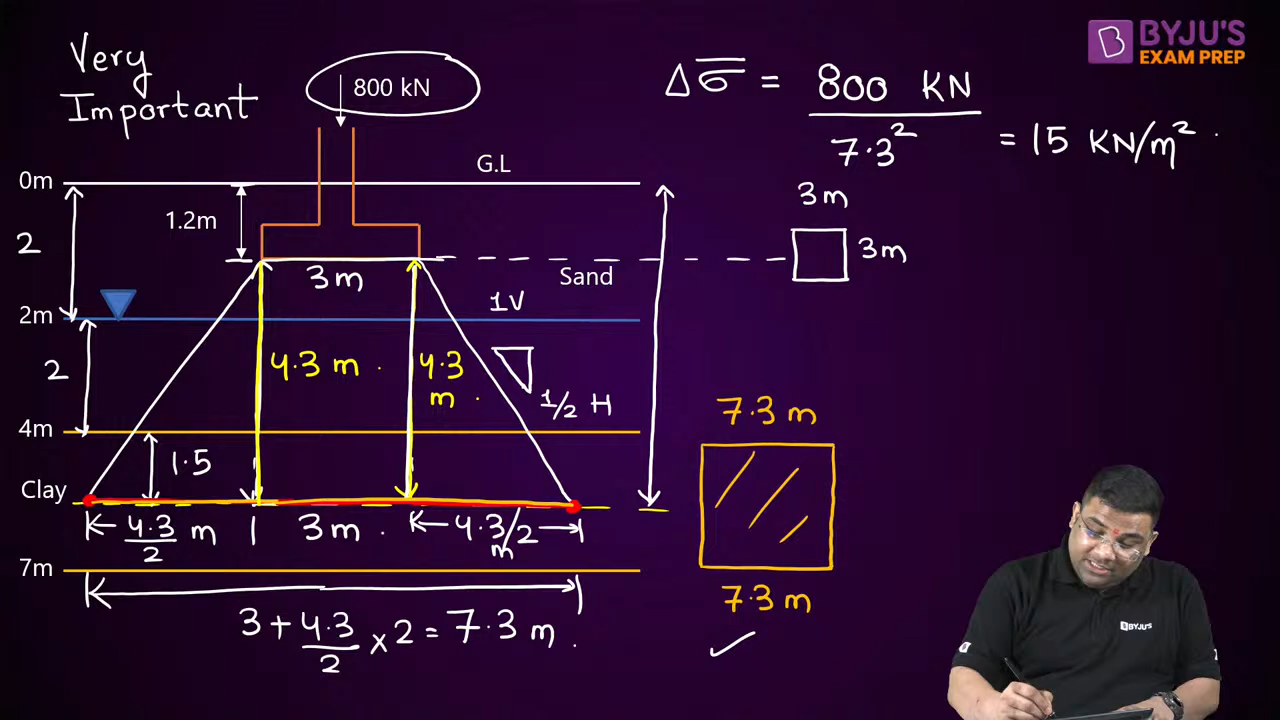 Very
Important
800 kN
Δσ̅ = 800 KN / 7.3² = 15 KN/m²
BYJU'S
EXAM PREP
0m
G.L
1.2m
3m
3m
2
3m
Sand
2m
1V
4.3 m
4.3
m
2
1/2 H
7.3 m
4m
1.5
Clay
4.3/2 m
3m
4.3/2
m
7m
7.3 m
3+4.3/2 x2 = 7.3 m
BYJU'S